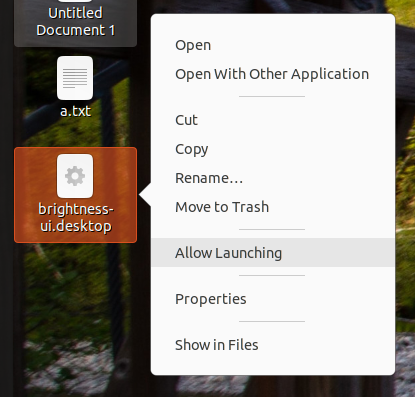 Untitled
Document 1
a.txt
brightness-
ui.desktop
Open
Open With Other Application
Cut
Copy
Rename…
Move to Trash
Allow Launching
Properties
Show in Files